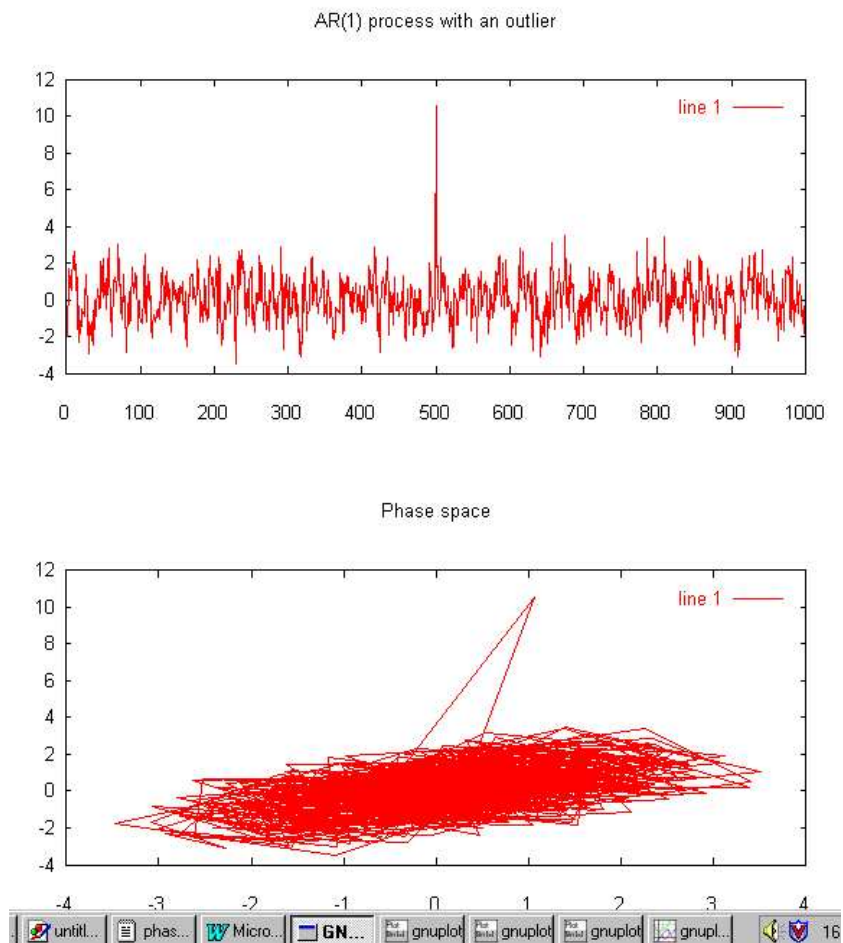 AR(1) process with an outlier
12
10
8
6
4
2
0
-2
-4
line 1
0 100 200 300 400 500 600 700 800 900 1000
Phase space
12
10
8
6
4
2
0
-2
-4
line 1
-4 -3 -2 -1 0 1 2 3 4
untitl... phas... Micro... GN... gnuplot gnuplot gnuplot gnupl... 16